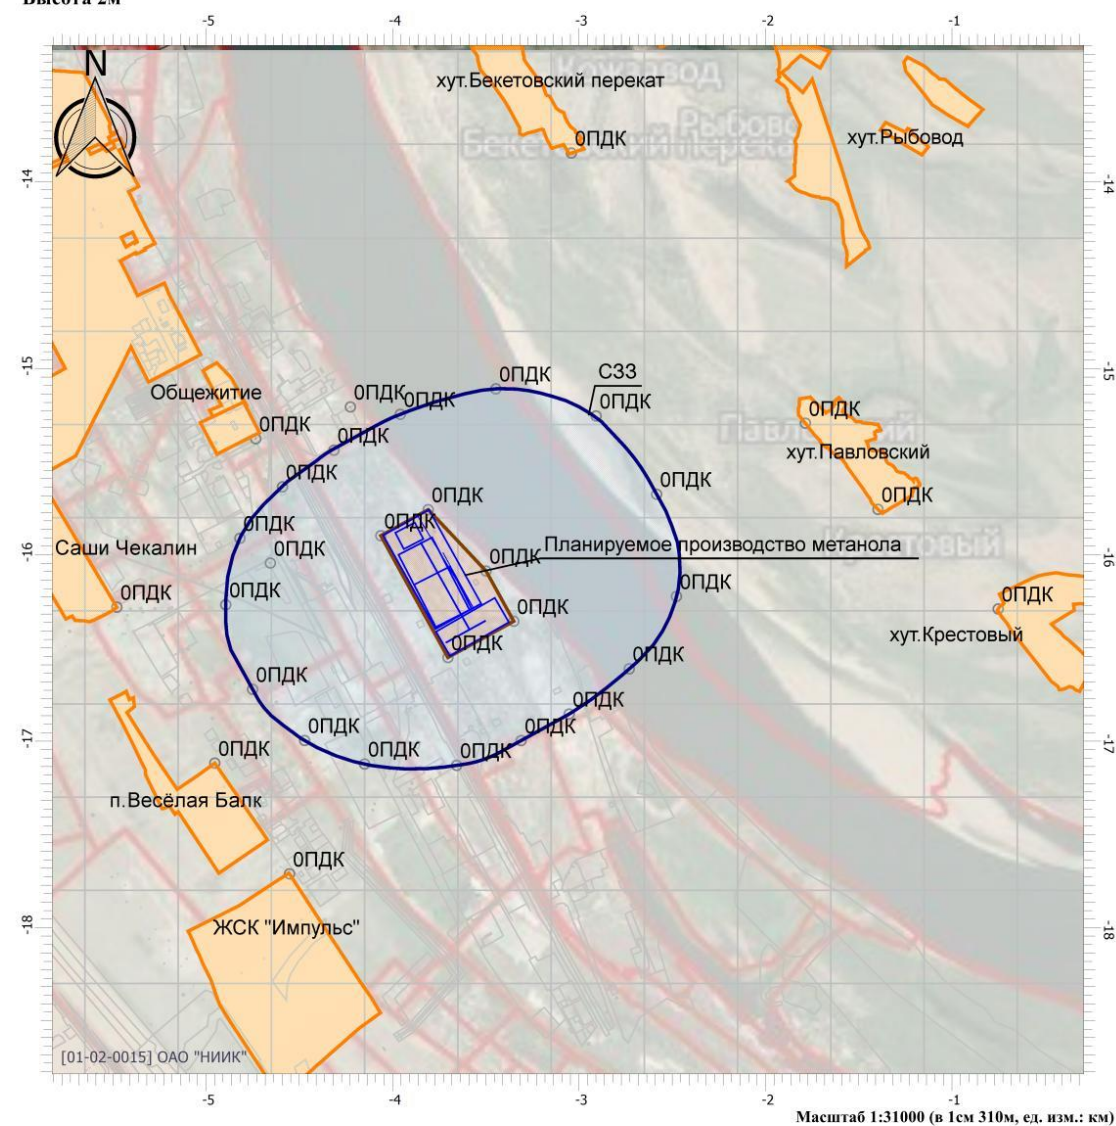 Высота 2м
-5 -4 -3 -2 -1
N
хут.Бекетовский перекат
0ПДК
хут.Рыбовод
Кожзавод
-14 -14
-15 -15
СЗЗ
0ПДК
0ПДК
0ПДК
0ПДК
Общежитие
0ПДК
0ПДК
0ПДК
хут.Павловский
0ПДК
0ПДК
0ПДК
0ПДК
0ПДК
0ПДК
0ПДК
Планируемое производство метанола
Саши Чекалин
0ПДК
0ПДК
-16 -16
0ПДК
0ПДК
0ПДК
0ПДК
хут.Крестовый
0ПДК
0ПДК
0ПДК
0ПДК
0ПДК
0ПДК
0ПДК
0ПДК
0ПДК
-17 -17
п.Весёлая Балк
0ПДК
ЖСК "Импульс"
-18 -18
[01-02-0015] ОАО "НИИК"
-5 -4 -3 -2 -1
Масштаб 1:31000 (в 1см 310м, ед. изм.: км)